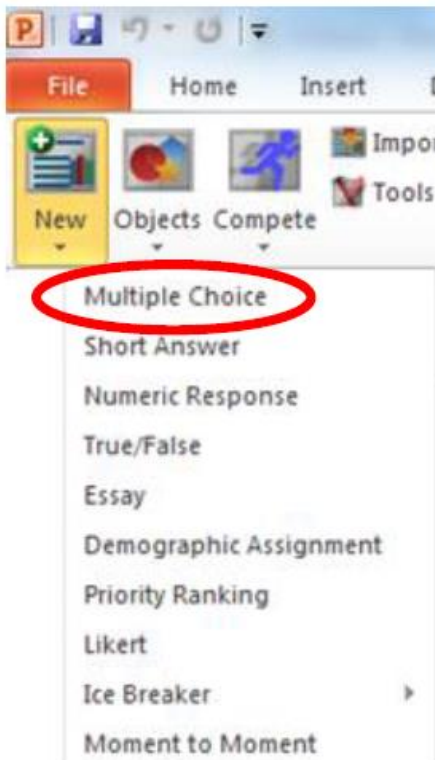 P
File Home Insert
Impor
Tools
New Objects Compete
Multiple Choice
Short Answer
Numeric Response
True/False
Essay
Demographic Assignment
Priority Ranking
Likert
Ice Breaker
Moment to Moment